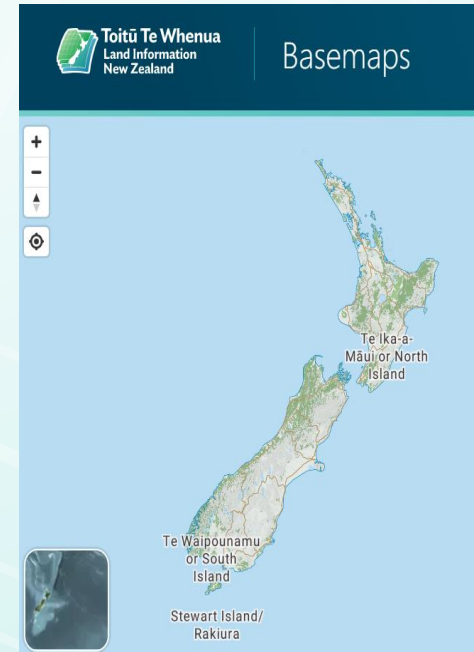 Toitū Te Whenua
Land Information
New Zealand
Basemaps
Te Ika-a-
Māui or North
Island
Te Waipounamu
or South
Island
Stewart Island/
Rakiura